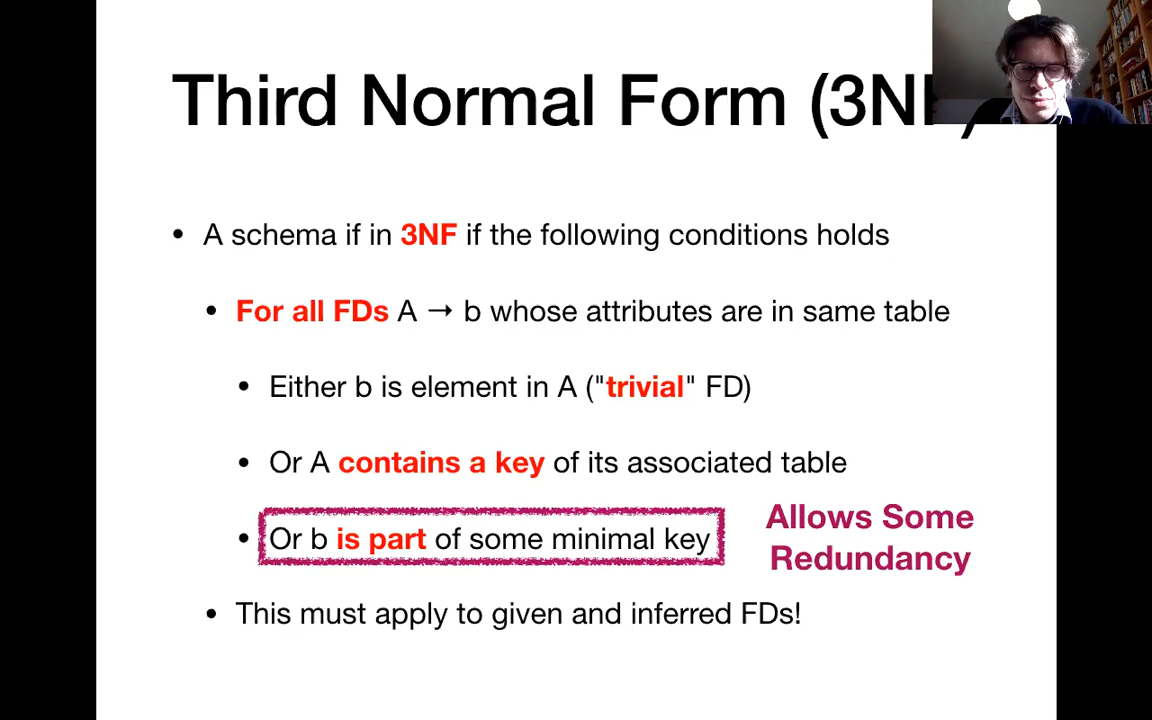 Third Normal Form (3NF)
• A schema if in 3NF if the following conditions holds
• For all FDs A → b whose attributes are in same table
• Either b is element in A ("trivial" FD)
• Or A contains a key of its associated table
• Or b is part of some minimal key
Allows Some
Redundancy
• This must apply to given and inferred FDs!